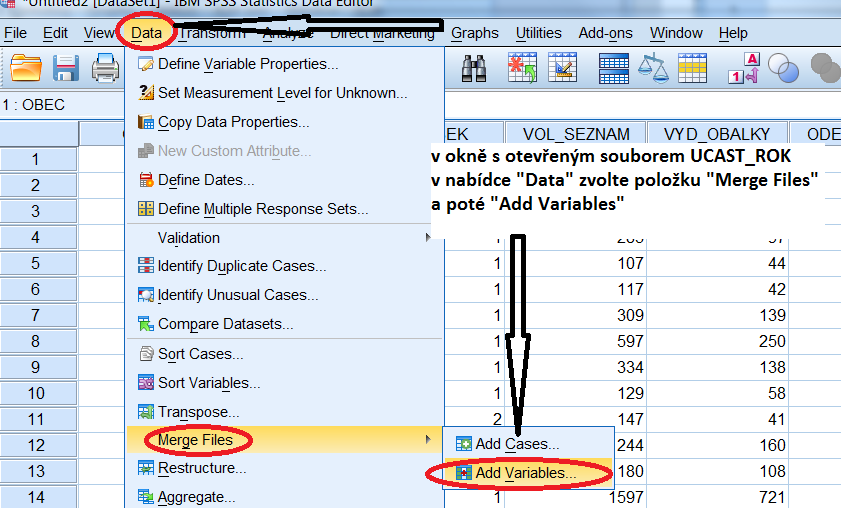 *Untitled2 [DataSet1] - IBM SPSS Statistics Data Editor
File Edit View Data Transform Analyze Direct Marketing Graphs Utilities Add-ons Window Help
1 : OBEC
VOL_SEZNAM VYD_OBALKY
Define Variable Properties...
Set Measurement Level for Unknown...
Copy Data Properties...
New Custom Attribute...
Define Dates...
Define Multiple Response Sets...
Validation
Identify Duplicate Cases...
Identify Unusual Cases...
Compare Datasets...
Sort Cases...
Sort Variables...
Transpose...
Merge Files
Restructure...
Aggregate...
v okně s otevřeným souborem UCAST_ROK
v nabídce "Data" zvolte položku "Merge Files"
a poté "Add Variables"
Add Cases...
Add Variables...
1
2
3
4
5 1 107 44
6 1 117 42
7 1 309 139
8 1 597 250
9 1 334 138
10 1 129 58
11 2 147 41
12 244 160
13 180 108
14 1 1597 721